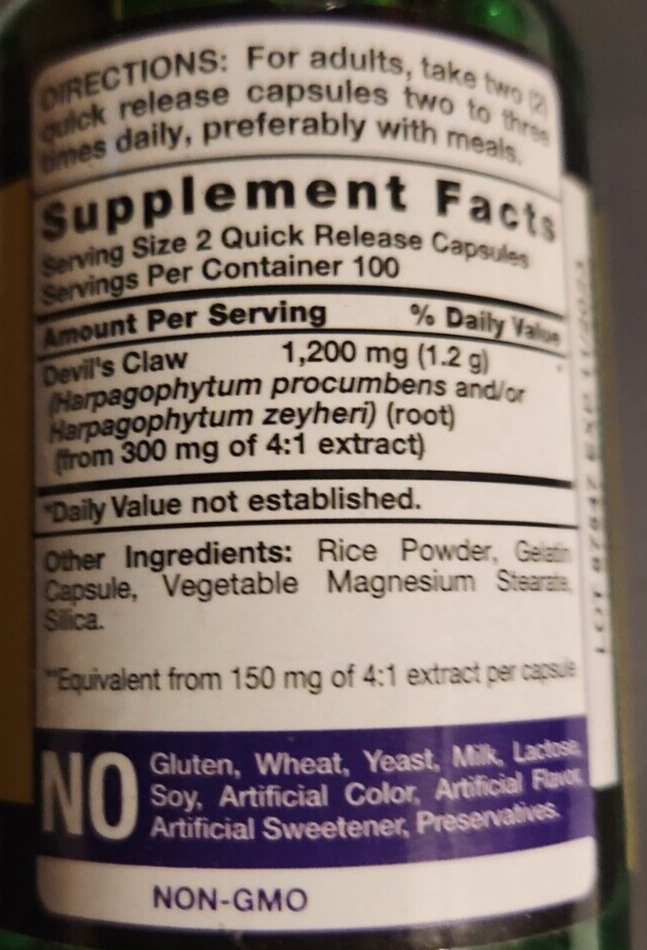 DIRECTIONS: For adults, take two (2)
quick release capsules two to three
times daily, preferably with meals.
Supplement Facts
Serving Size 2 Quick Release Capsules
Servings Per Container 100
Amount Per Serving % Daily Value
Devil's Claw 1,200 mg (1.2 g) *
(Harpagophytum procumbens and/or
Harpagophytum zeyheri) (root)
(from 300 mg of 4:1 extract)
*Daily Value not established.
Other Ingredients: Rice Powder, Gelatin
Capsule, Vegetable Magnesium Stearate,
Silica.
**Equivalent from 150 mg of 4:1 extract per capsule
NO Gluten, Wheat, Yeast, Milk, Lactose,
Soy, Artificial Color, Artificial Flavor,
Artificial Sweetener, Preservatives.
NON-GMO
LOT EXP